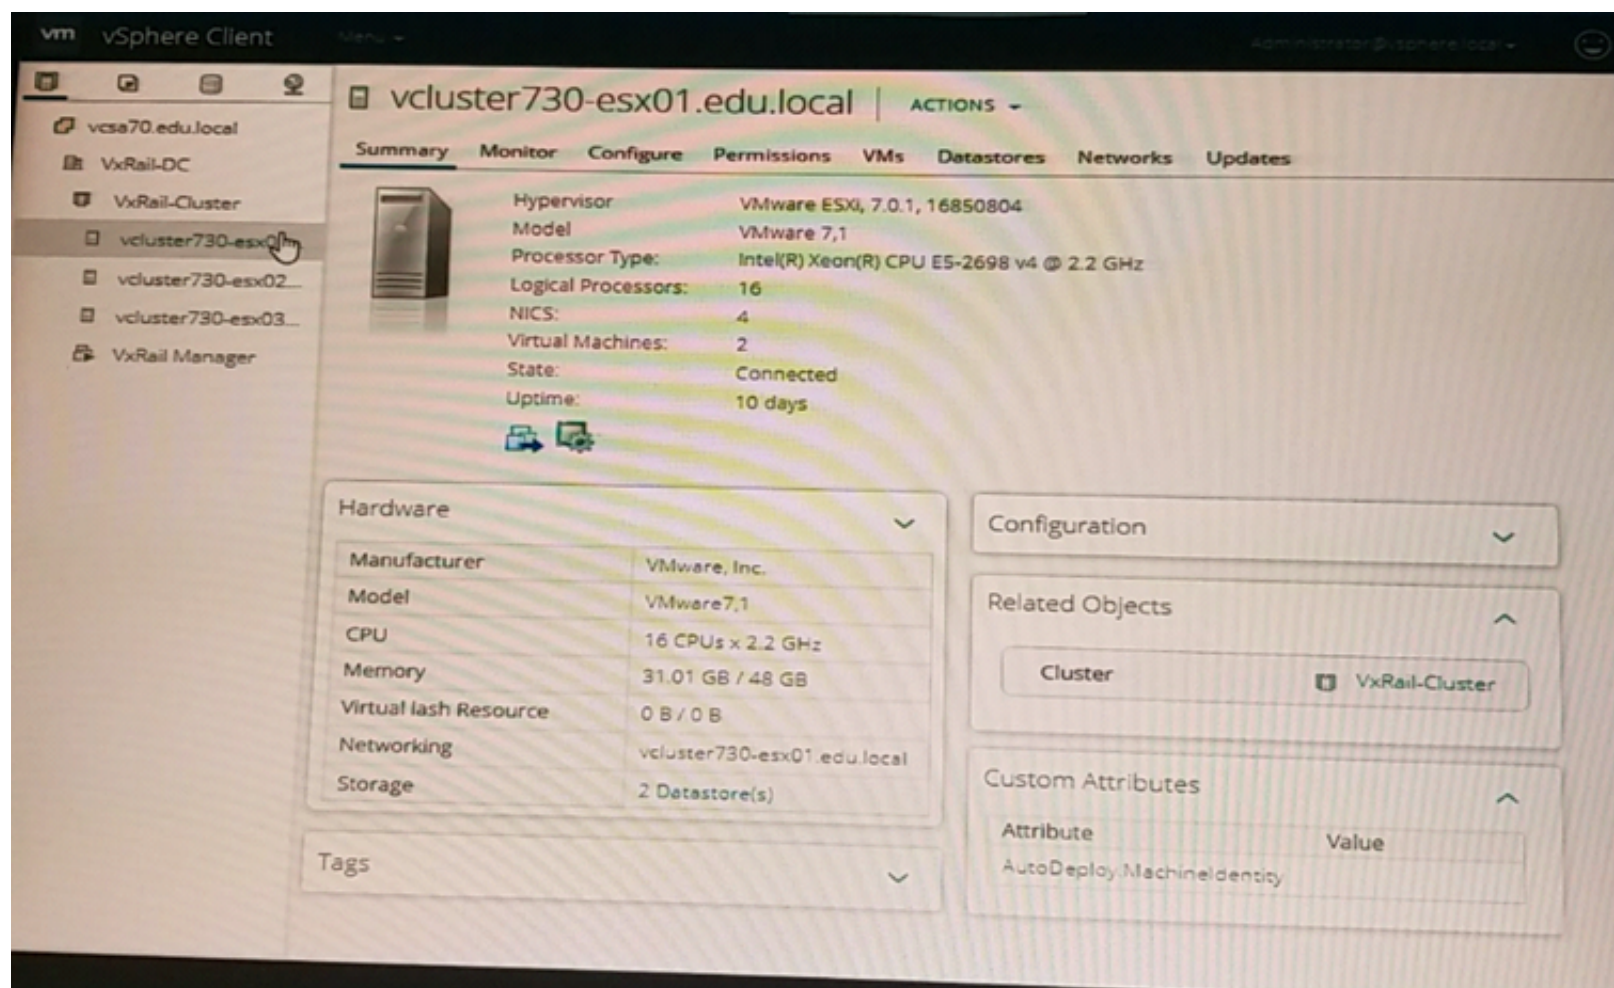 vm vSphere Client Menu Administrator@vsphere.local
vcsa70.edu.local
VxRail-DC
VxRail-Cluster
vcluster730-esx0
vcluster730-esx02...
vcluster730-esx03...
VxRail Manager
vcluster730-esx01.edu.local ACTIONS
Summary Monitor Configure Permissions VMs Datastores Networks Updates
Hypervisor VMware ESXi, 7.0.1, 16850804
Model VMware 7,1
Processor Type: Intel(R) Xeon(R) CPU E5-2698 v4 @ 2.2 GHz
Logical Processors: 16
NICS: 4
Virtual Machines: 2
State: Connected
Uptime: 10 days
Hardware
Manufacturer VMware, Inc.
Model VMware7,1
CPU 16 CPUs x 2.2 GHz
Memory 31.01 GB / 48 GB
Virtual lash Resource 0 B / 0 B
Networking vcluster730-esx01.edu.local
Storage 2 Datastore(s)
Tags
Configuration
Related Objects
Cluster VxRail-Cluster
Custom Attributes
Attribute Value
AutoDeploy.MachineIdentity